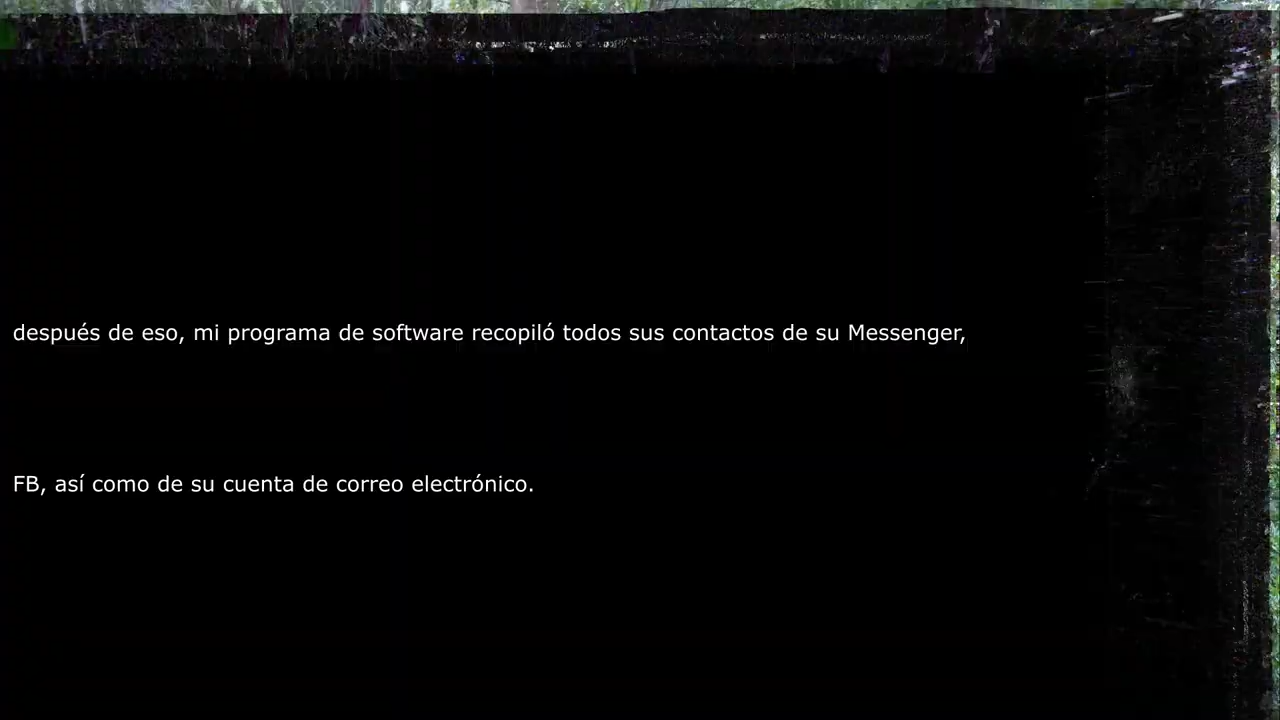 después de eso, mi programa de software recopiló todos sus contactos de su Messenger,
FB, así como de su cuenta de correo electrónico.